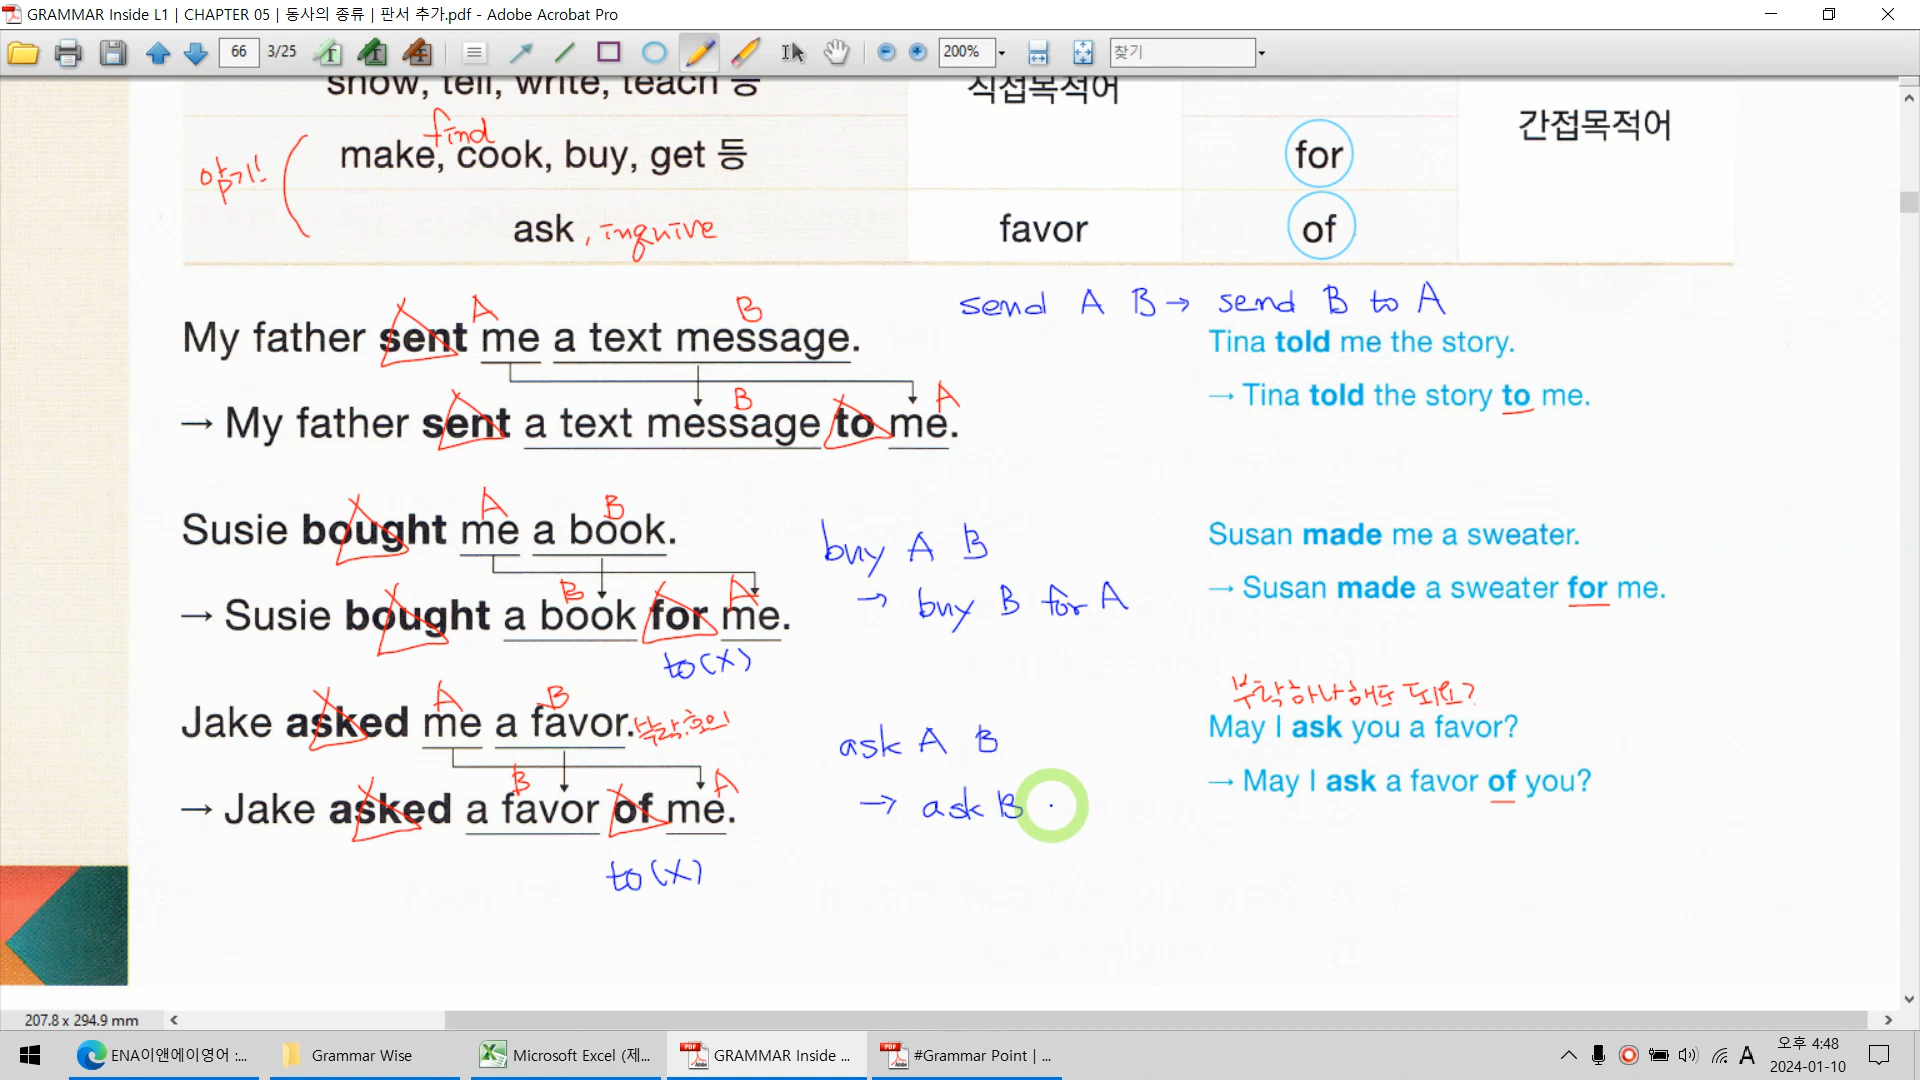 GRAMMAR Inside L1 | CHAPTER 05 | 동사의 종류 | 판서 추가.pdf - Adobe Acrobat Pro
66 3/25 200% 찾기
show, tell, write, teach 등 직접목적어
find
make, cook, buy, get 등 for 간접목적어
암기!
ask , inquire favor of
send A B → send B to A
A B
My father sent me a text message. Tina told me the story.
B A
→ My father sent a text message to me. → Tina told the story to me.
A B
Susie bought me a book. buy A B Susan made me a sweater.
B A
→ Susie bought a book for me. → buy B for A → Susan made a sweater for me.
to(X)
부탁 하나 해도 되요?
A B
Jake asked me a favor. 부탁.호의 ask A B May I ask you a favor?
B A
→ Jake asked a favor of me. → ask B → May I ask a favor of you?
to(X)
207.8 x 294.9 mm
ENA이앤에이영어 :... Grammar Wise Microsoft Excel (제... GRAMMAR Inside ... #Grammar Point | ... A 오후 4:48
2024-01-10